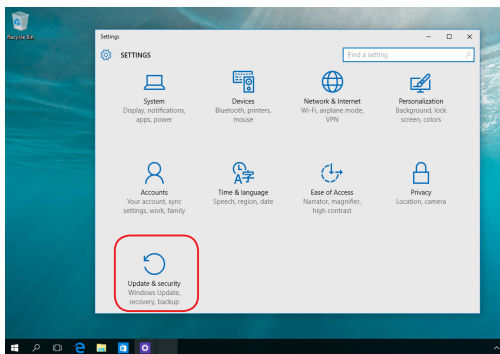 Recycle Bin
Settings
SETTINGS
Find a setting
System
Display, notifications,
apps, power
Devices
Bluetooth, printers,
mouse
Network & Internet
Wi-Fi, airplane mode,
VPN
Personalization
Background, lock
screen, colors
Accounts
Your account, sync
settings, work, family
Time & language
Speech, region, date
Ease of Access
Narrator, magnifier,
high contrast
Privacy
Location, camera
Update & security
Windows Update,
recovery, backup